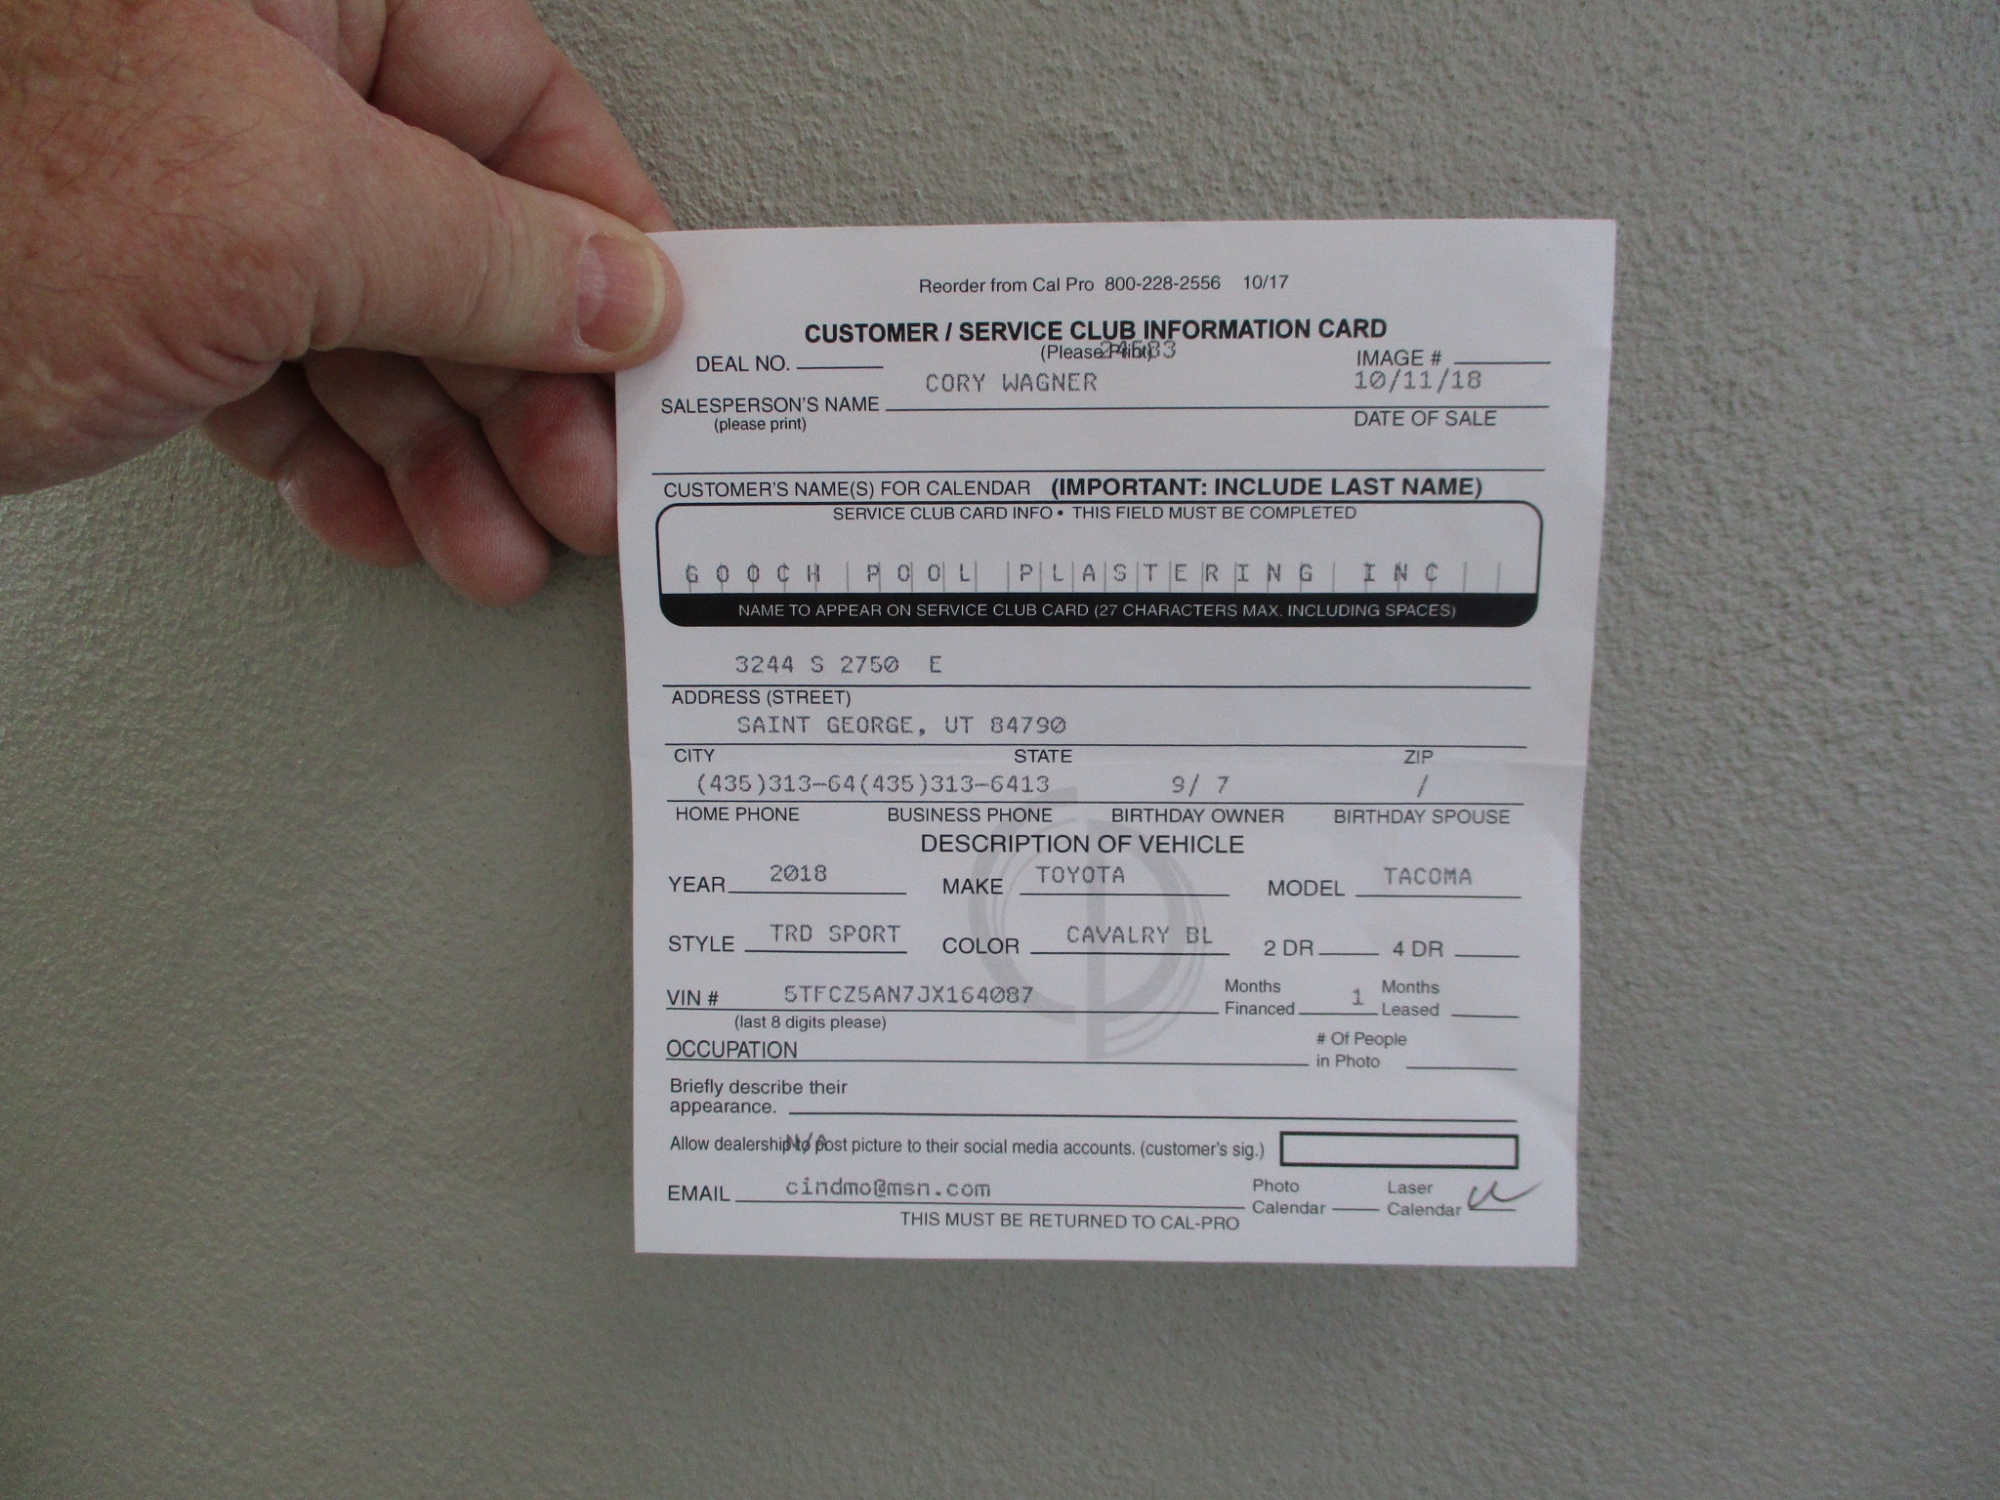 Reorder from Cal Pro 800-228-2556 10/17
CUSTOMER / SERVICE CLUB INFORMATION CARD
(Please Print)
DEAL NO. IMAGE #
CORY WAGNER 10/11/18
SALESPERSON'S NAME
(please print) DATE OF SALE
CUSTOMER'S NAME(S) FOR CALENDAR (IMPORTANT: INCLUDE LAST NAME)
SERVICE CLUB CARD INFO • THIS FIELD MUST BE COMPLETED
GOOCH POOL PLASTERING INC
NAME TO APPEAR ON SERVICE CLUB CARD (27 CHARACTERS MAX. INCLUDING SPACES)
3244 S 2750 E
ADDRESS (STREET)
SAINT GEORGE, UT 84790
CITY STATE ZIP
(435)313-64(435)313-6413 9/ 7 /
HOME PHONE BUSINESS PHONE BIRTHDAY OWNER BIRTHDAY SPOUSE
DESCRIPTION OF VEHICLE
YEAR 2018 MAKE TOYOTA MODEL TACOMA
STYLE TRD SPORT COLOR CAVALRY BL 2 DR 4 DR
VIN # 5TFCZ5AN7JX164087 Months Financed 1 Months Leased
(last 8 digits please)
OCCUPATION # Of People in Photo
Briefly describe their
appearance.
N/A
Allow dealership to post picture to their social media accounts. (customer's sig.)
EMAIL cindmo@msn.com Photo Calendar Laser Calendar
THIS MUST BE RETURNED TO CAL-PRO